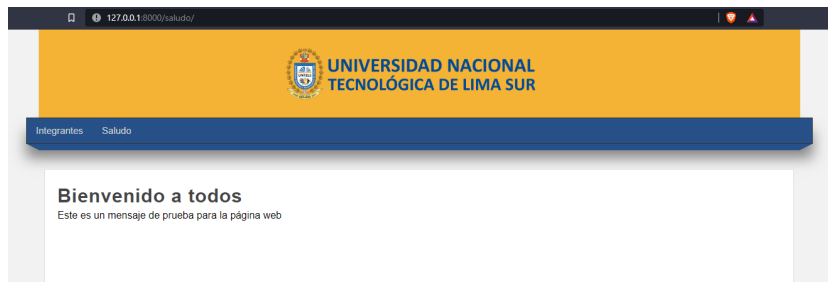 127.0.0.1:8000/saludo/
UNIVERSIDAD NACIONAL
TECNOLÓGICA DE LIMA SUR
Integrantes Saludo
Bienvenido a todos
Este es un mensaje de prueba para la página web